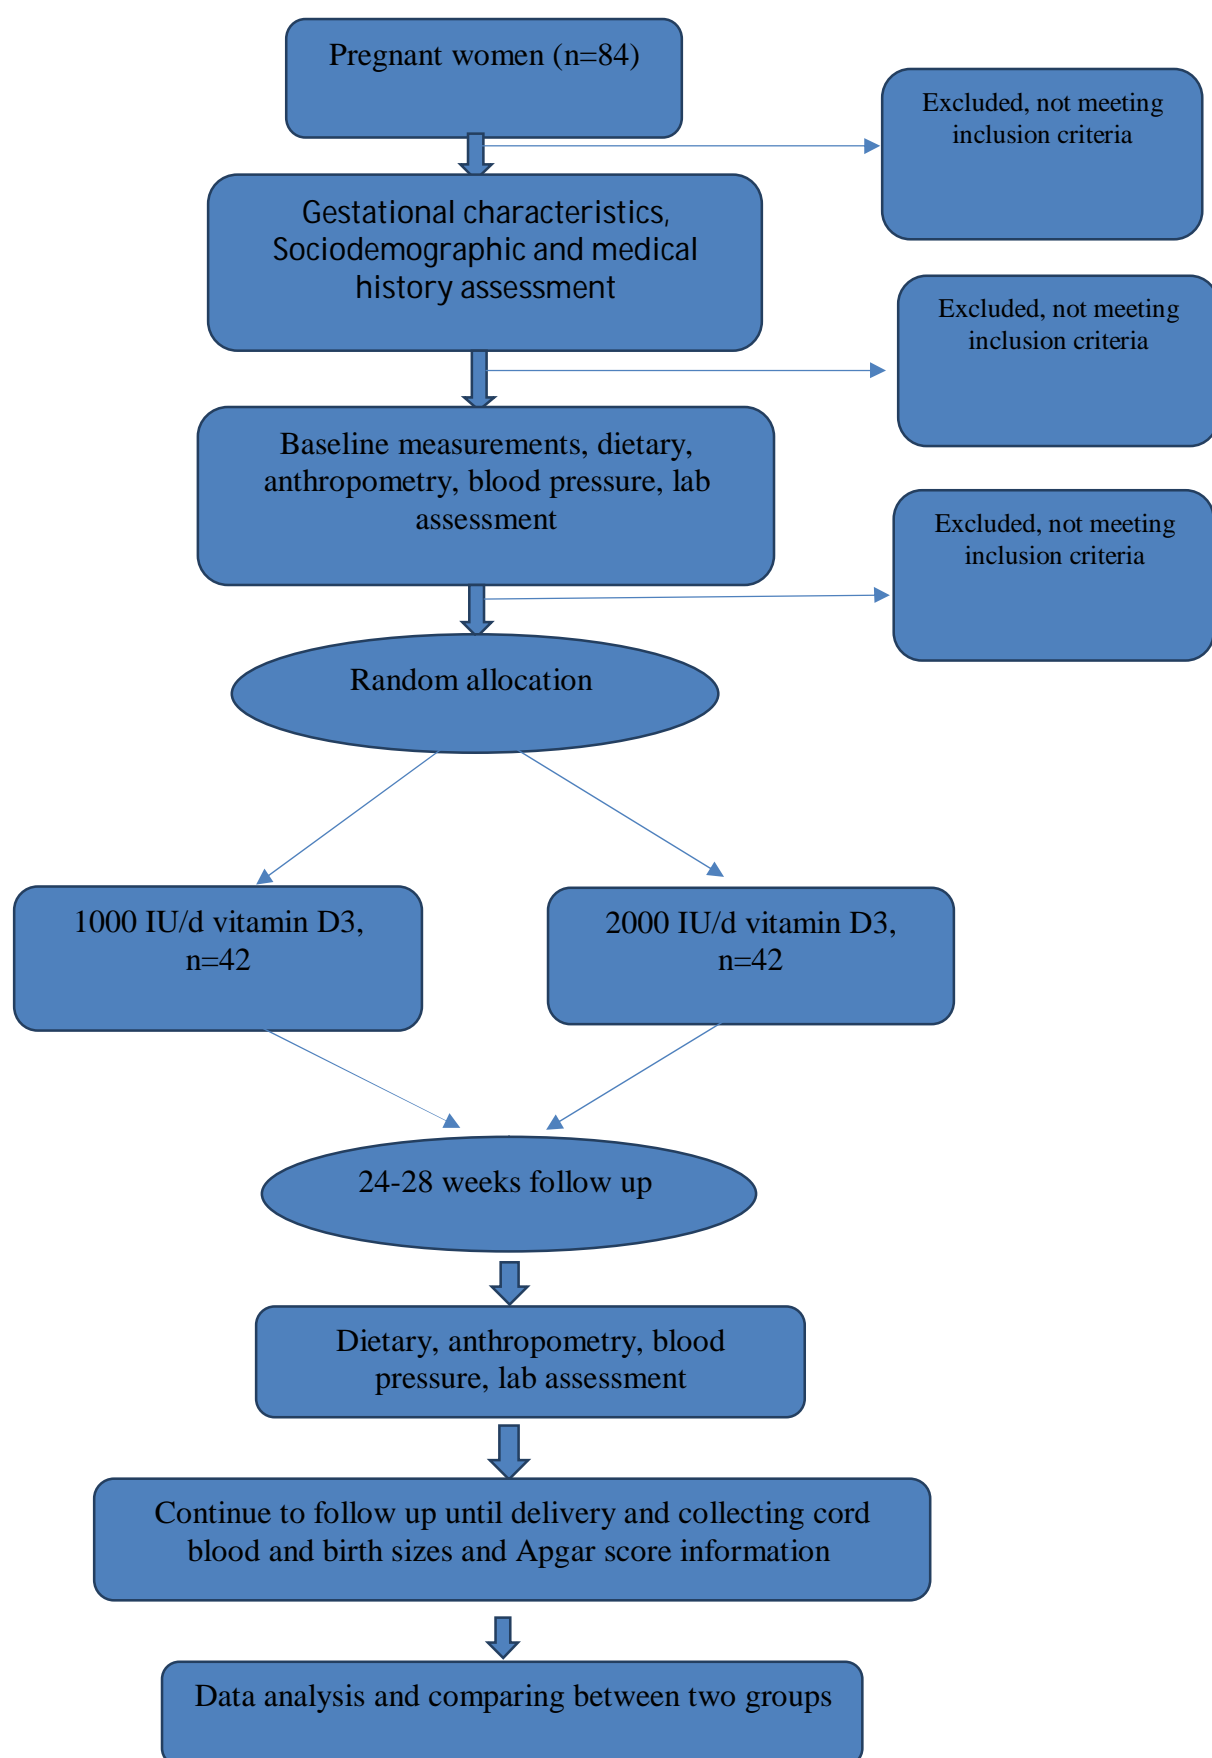 Pregnant women (n=84)
Excluded, not meeting
inclusion criteria
Gestational characteristics,
Sociodemographic and medical
history assessment
Excluded, not meeting
inclusion criteria
Baseline measurements, dietary,
anthropometry, blood pressure, lab
assessment
Excluded, not meeting
inclusion criteria
Random allocation
1000 IU/d vitamin D3,
n=42
2000 IU/d vitamin D3,
n=42
24-28 weeks follow up
Dietary, anthropometry, blood
pressure, lab assessment
Continue to follow up until delivery and collecting cord
blood and birth sizes and Apgar score information
Data analysis and comparing between two groups